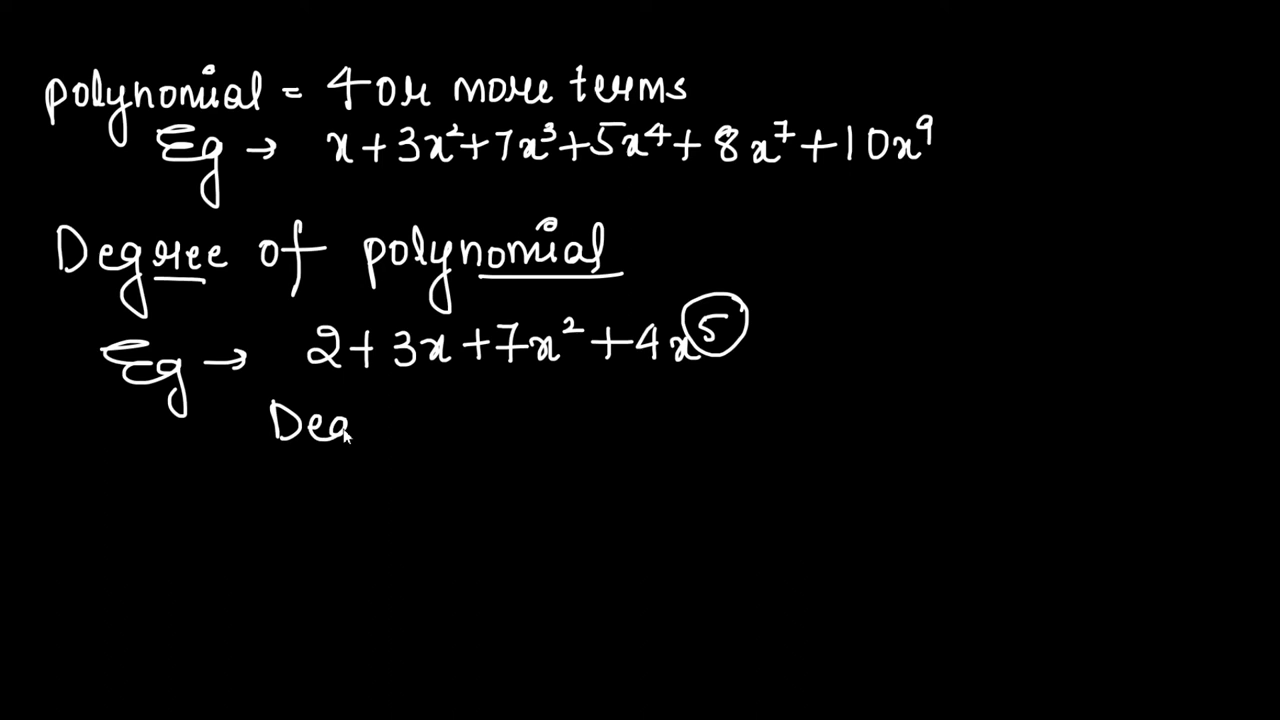 polynomial = 4 or more terms
Eg → x + 3x² + 7x³ + 5x⁴ + 8x⁷ + 10x⁹
Degree of polynomial
Eg → 2 + 3x + 7x² + 4x⁵
Deg